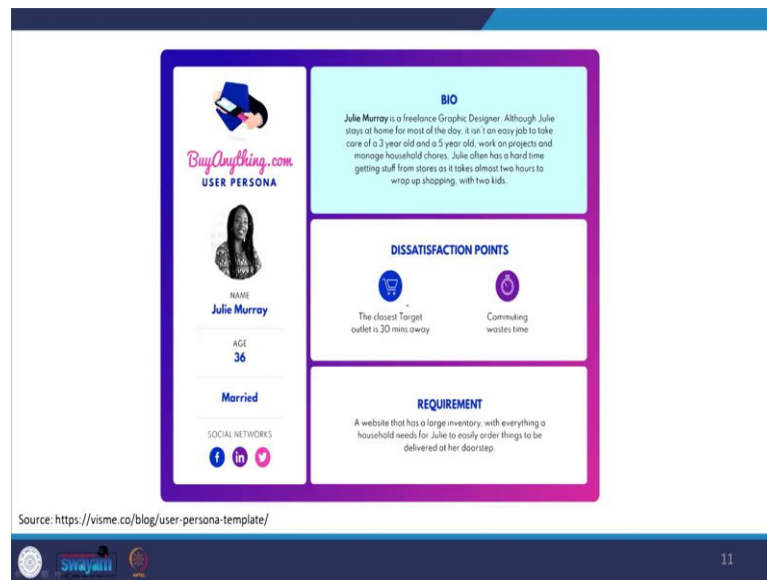 BuyAnything.com
USER PERSONA
NAME
Julie Murray
AGE
36
Married
SOCIAL NETWORKS
f in
BIO
Julie Murray is a freelance Graphic Designer. Although Julie
stays at home for most of the day, it isn't an easy job to take
care of a 3 year old and a 5 year old, work on projects and
manage household chores. Julie often has a hard time
getting stuff from stores as it takes almost two hours to
wrap up shopping, with two kids.
DISSATISFACTION POINTS
The closest Target
outlet is 30 mins away
Commuting
wastes time
REQUIREMENT
A website that has a large inventory, with everything a
household needs for Julie to easily order things to be
delivered at her doorstep.
Source: https://visme.co/blog/user-persona-template/
swayam
11